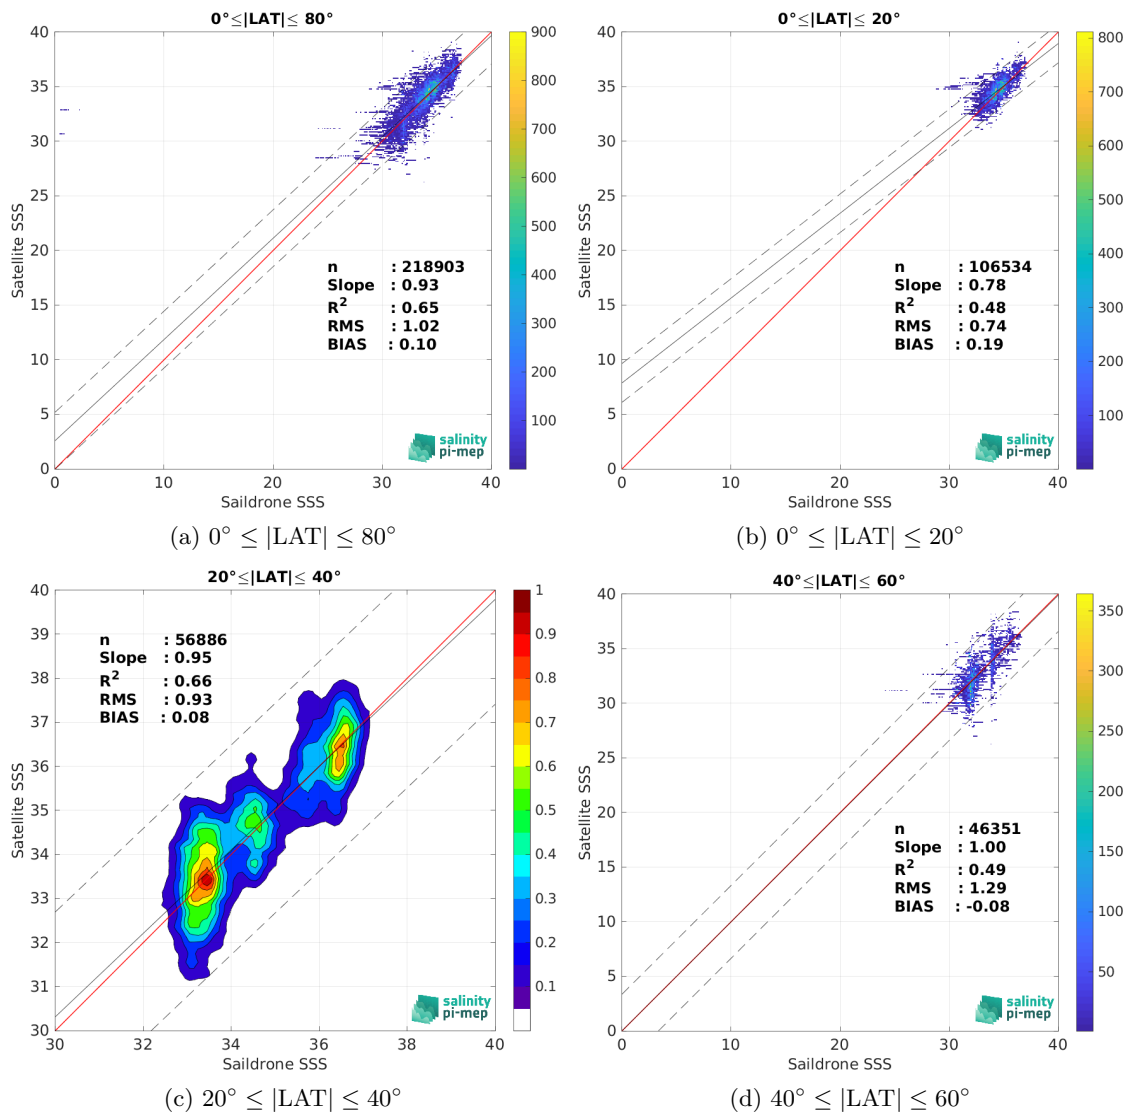 0°≤|LAT|≤ 80°
40
35
30
25
20
15
10
5
0
0
10
20
30
40
Satellite SSS
Saildrone SSS
n : 218903
Slope : 0.93
R² : 0.65
RMS : 1.02
BIAS : 0.10
salinity
pi-mep
900
800
700
600
500
400
300
200
100
(a) 0° ≤ |LAT| ≤ 80°
0°≤|LAT|≤ 20°
40
35
30
25
20
15
10
5
0
0
10
20
30
40
Satellite SSS
Saildrone SSS
n : 106534
Slope : 0.78
R² : 0.48
RMS : 0.74
BIAS : 0.19
salinity
pi-mep
800
700
600
500
400
300
200
100
(b) 0° ≤ |LAT| ≤ 20°
20°≤|LAT|≤ 40°
40
39
38
37
36
35
34
33
32
31
30
30
32
34
36
38
40
Satellite SSS
Saildrone SSS
n : 56886
Slope : 0.95
R² : 0.66
RMS : 0.93
BIAS : 0.08
salinity
pi-mep
1
0.9
0.8
0.7
0.6
0.5
0.4
0.3
0.2
0.1
(c) 20° ≤ |LAT| ≤ 40°
40°≤|LAT|≤ 60°
40
35
30
25
20
15
10
5
0
0
10
20
30
40
Satellite SSS
Saildrone SSS
n : 46351
Slope : 1.00
R² : 0.49
RMS : 1.29
BIAS : -0.08
salinity
pi-mep
350
300
250
200
150
100
50
(d) 40° ≤ |LAT| ≤ 60°